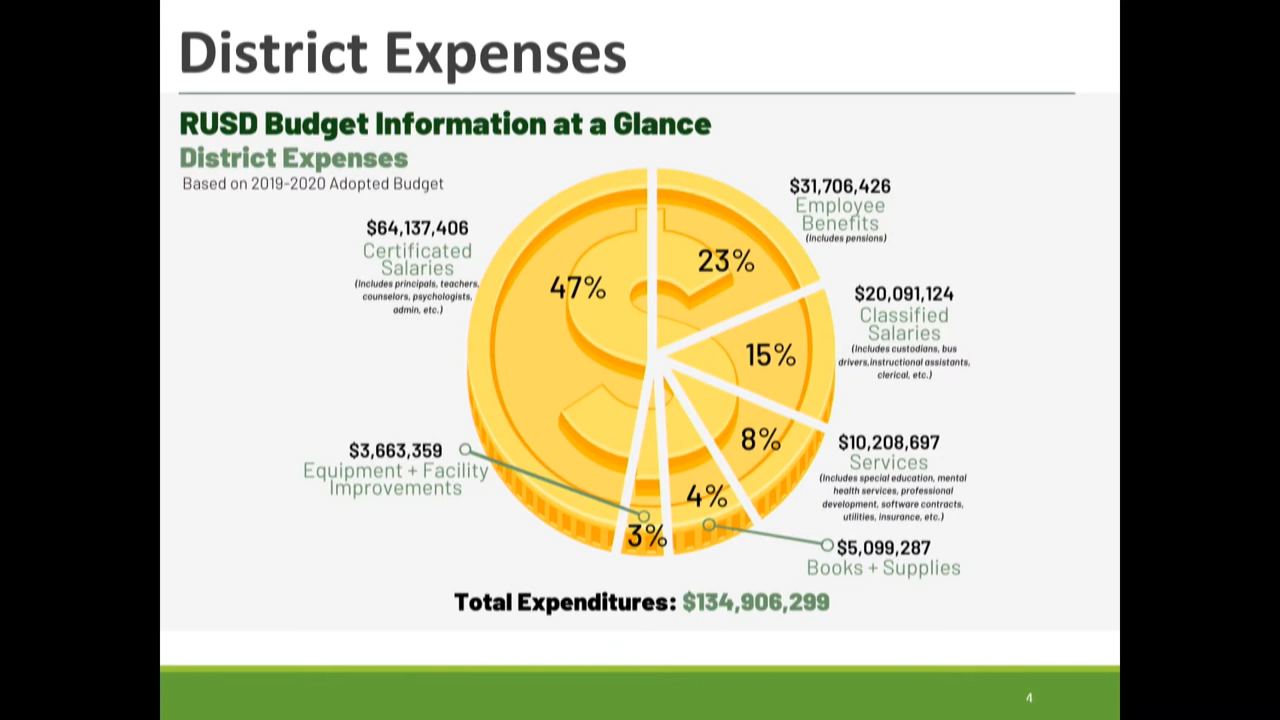 District Expenses
RUSD Budget Information at a Glance
District Expenses
Based on 2019-2020 Adopted Budget
$64,137,406
Certificated
Salaries
(Includes principals, teachers,
counselors, psychologists,
admin, etc.)
47%
$31,706,426
Employee
Benefits
(Includes pensions)
23%
$20,091,124
Classified
Salaries
(Includes custodians, bus
drivers,instructional assistants,
clerical, etc.)
15%
$10,208,697
Services
(Includes special education, mental
health services, professional
development, software contracts,
utilities, insurance, etc.)
8%
$5,099,287
Books + Supplies
4%
$3,663,359
Equipment + Facility
Improvements
3%
Total Expenditures: $134,906,299
4